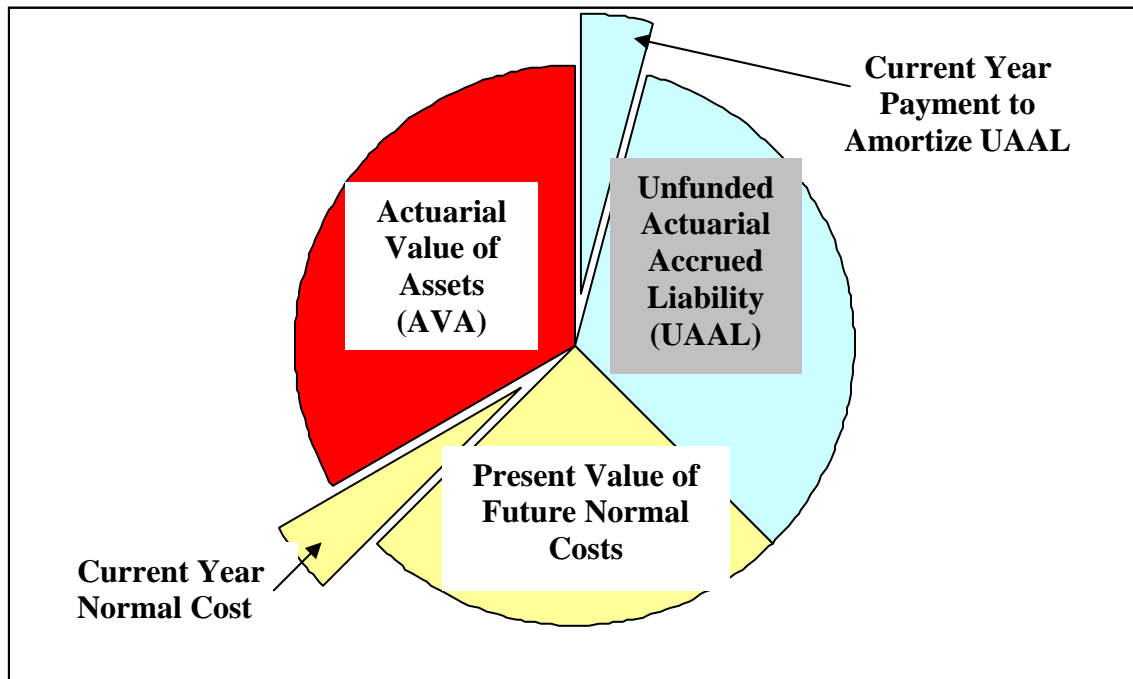 Current Year
Payment to
Amortize UAAL
Unfunded
Actuarial
Accrued
Liability
(UAAL)
Actuarial
Value of
Assets
(AVA)
Present Value of
Future Normal
Costs
Current Year
Normal Cost